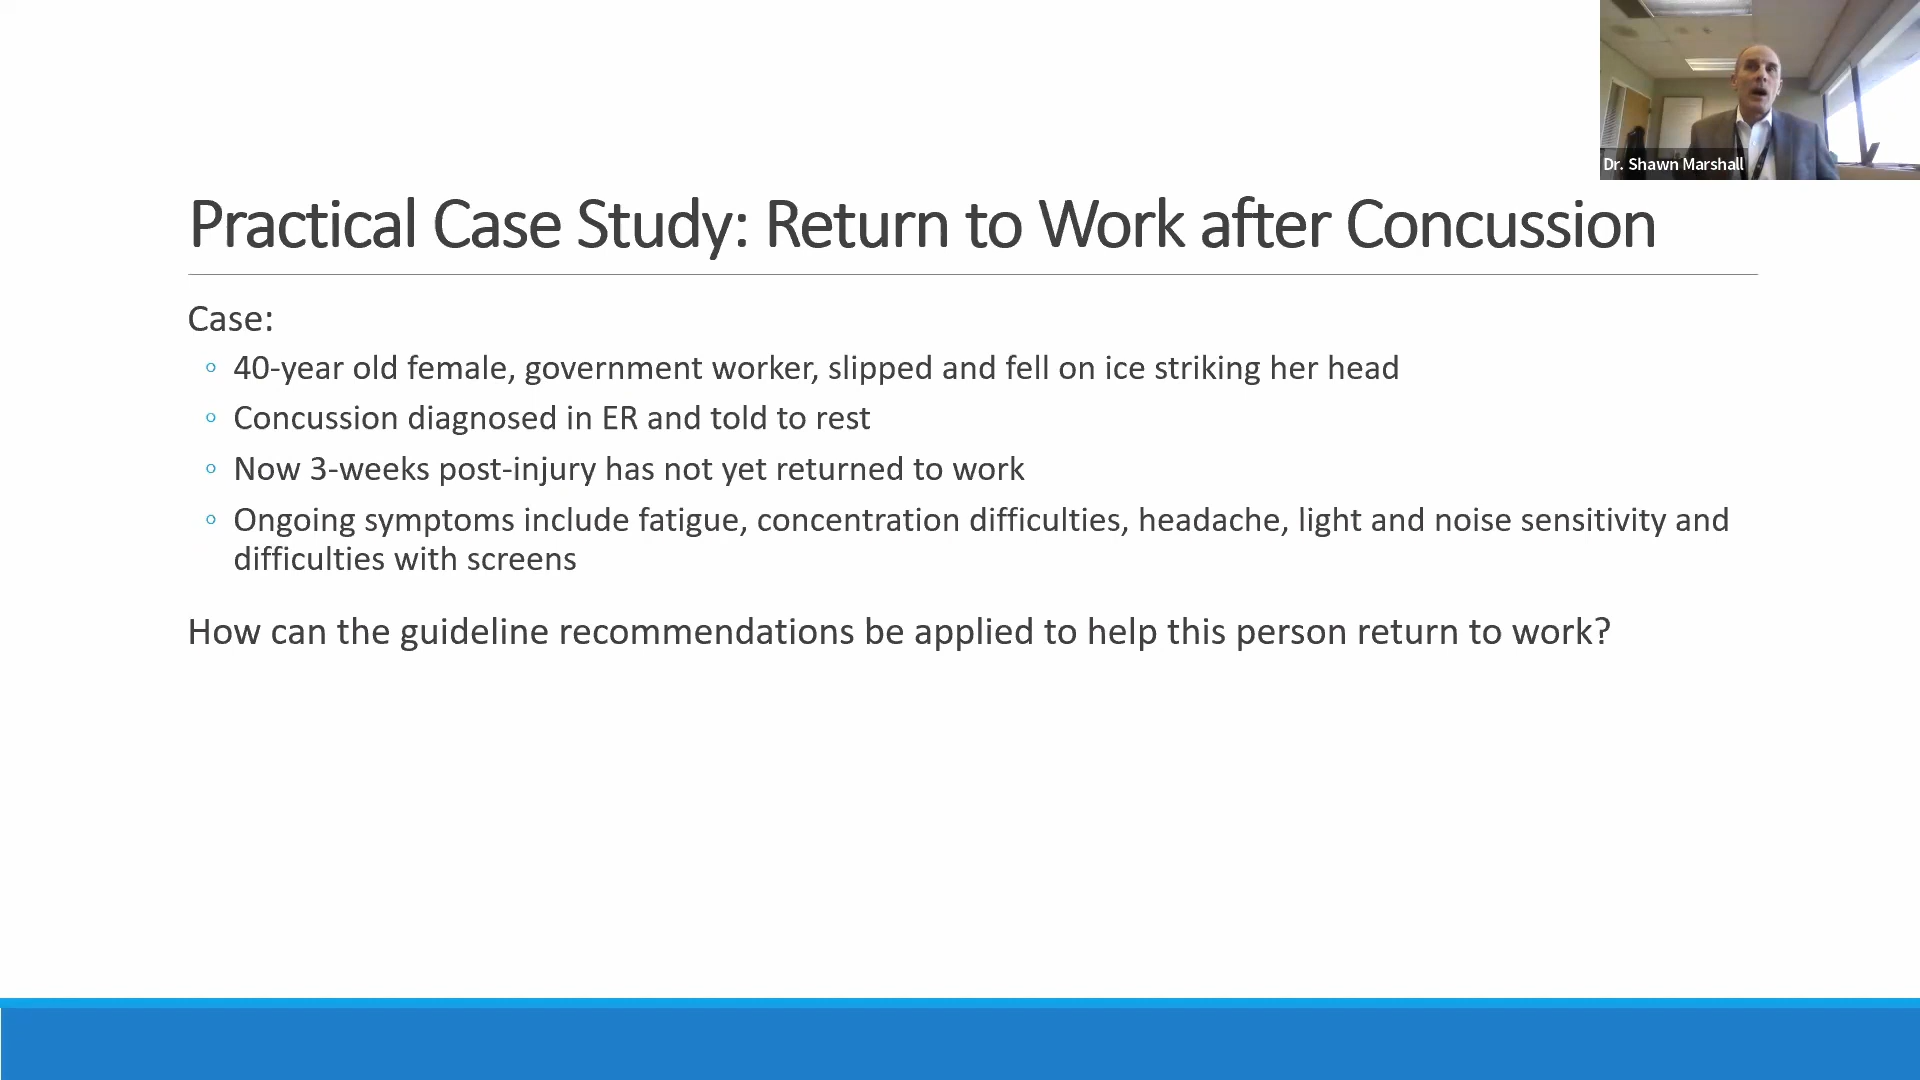 Dr. Shawn Marshall
Practical Case Study: Return to Work after Concussion
Case:
◦ 40-year old female, government worker, slipped and fell on ice striking her head
◦ Concussion diagnosed in ER and told to rest
◦ Now 3-weeks post-injury has not yet returned to work
◦ Ongoing symptoms include fatigue, concentration difficulties, headache, light and noise sensitivity and
difficulties with screens
How can the guideline recommendations be applied to help this person return to work?